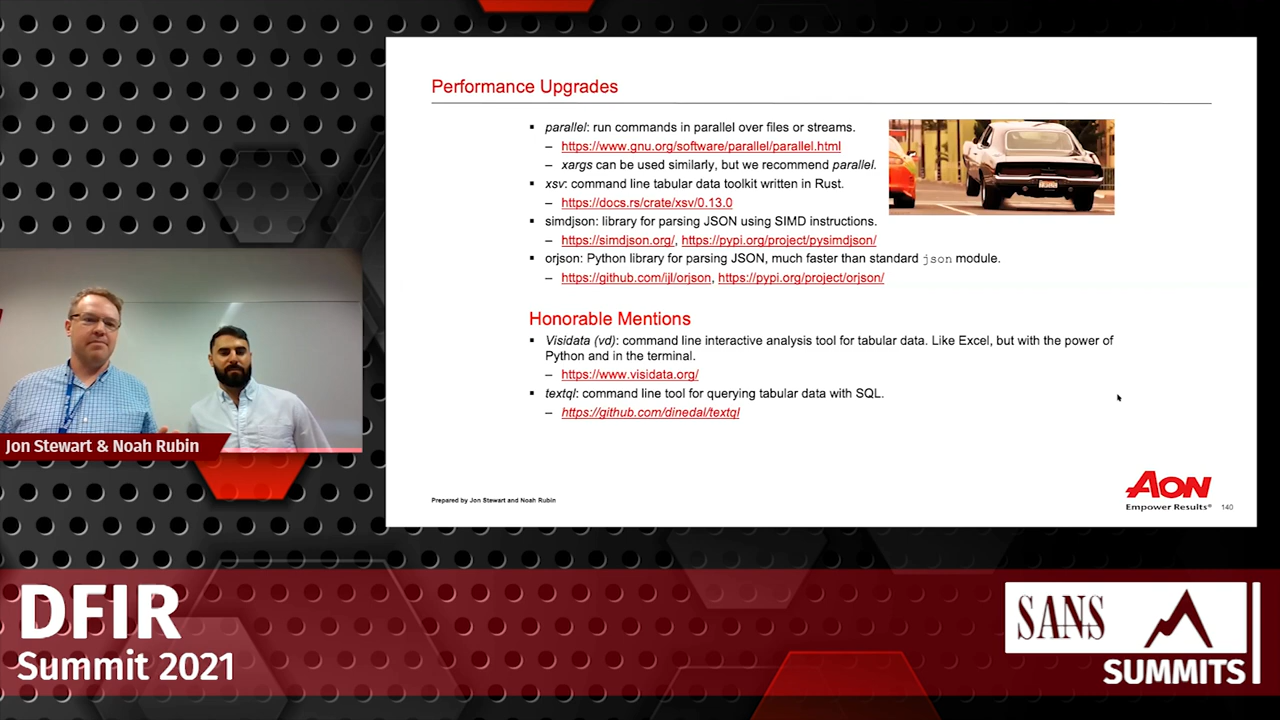 Performance Upgrades
▪ parallel: run commands in parallel over files or streams.
– https://www.gnu.org/software/parallel/parallel.html
– xargs can be used similarly, but we recommend parallel.
▪ xsv: command line tabular data toolkit written in Rust.
– https://docs.rs/crate/xsv/0.13.0
▪ simdjson: library for parsing JSON using SIMD instructions.
– https://simdjson.org/, https://pypi.org/project/pysimdjson/
▪ orjson: Python library for parsing JSON, much faster than standard json module.
– https://github.com/ijl/orjson, https://pypi.org/project/orjson/
Honorable Mentions
▪ Visidata (vd): command line interactive analysis tool for tabular data. Like Excel, but with the power of
Python and in the terminal.
– https://www.visidata.org/
▪ textql: command line tool for querying tabular data with SQL.
– https://github.com/dinedal/textql
Prepared by Jon Stewart and Noah Rubin
AON
Empower Results®
140
Jon Stewart & Noah Rubin
DFIR
Summit 2021
SANS
SUMMITS